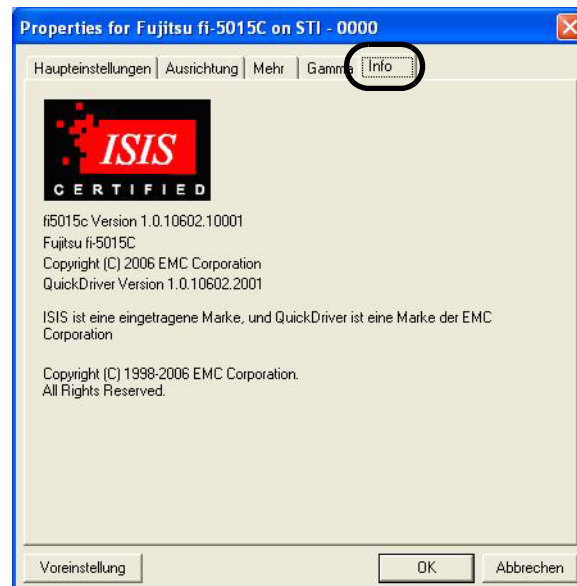 Properties for Fujitsu fi-5015C on STI - 0000
Haupteinstellungen Ausrichtung Mehr Gamma Info
ISIS
CERTIFIED
fi5015c Version 1.0.10602.10001
Fujitsu fi-5015C
Copyright (C) 2006 EMC Corporation
QuickDriver Version 1.0.10602.2001
ISIS ist eine eingetragene Marke, und QuickDriver ist eine Marke der EMC
Corporation
Copyright (C) 1998-2006 EMC Corporation.
All Rights Reserved.
Voreinstellung OK Abbrechen